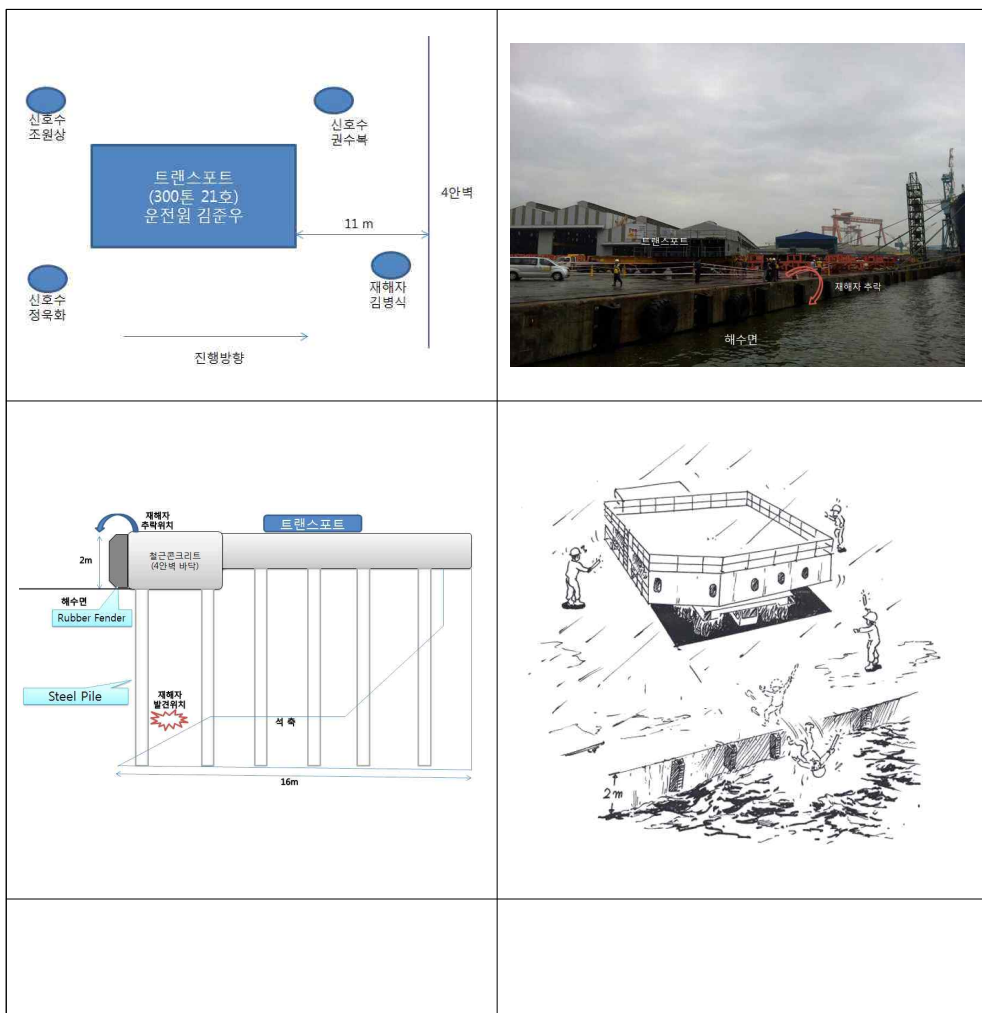 신호수
조원상
신호수
권수복
트랜스포트
(300톤 21호)
운전원 김준우
4안벽
11 m
신호수
정욱화
재해자
김병식
진행방향
트랜스포트
재해자 추락
해수면
재해자
추락위치
트랜스포트
2m
철근콘크리트
(4안벽 바닥)
해수면
Rubber Fender
Steel Pile
재해자
발견위치
석 축
16m
2m